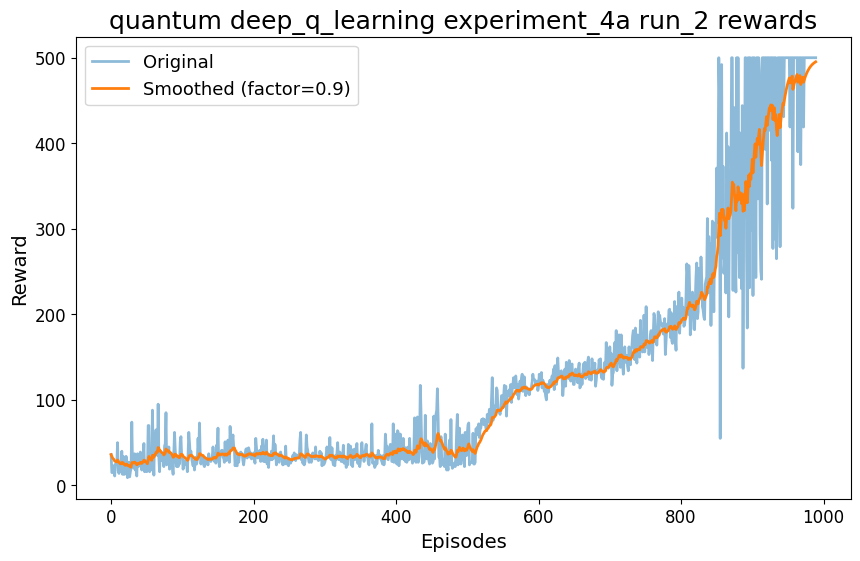 quantum deep_q_learning experiment_4a run_2 rewards
Original
Smoothed (factor=0.9)
500
400
300
200
100
0
Reward
0 200 400 600 800 1000
Episodes